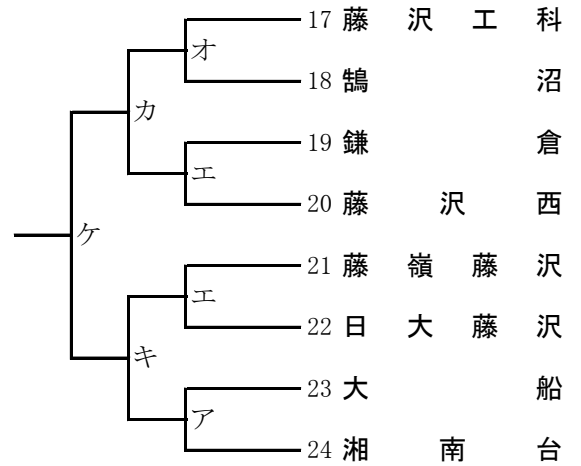 17 藤沢工科
オ
18 鵠沼
カ
19 鎌倉
エ
20 藤沢西
ケ
21 藤嶺藤沢
エ
22 日大藤沢
キ
23 大船
ア
24 湘南台